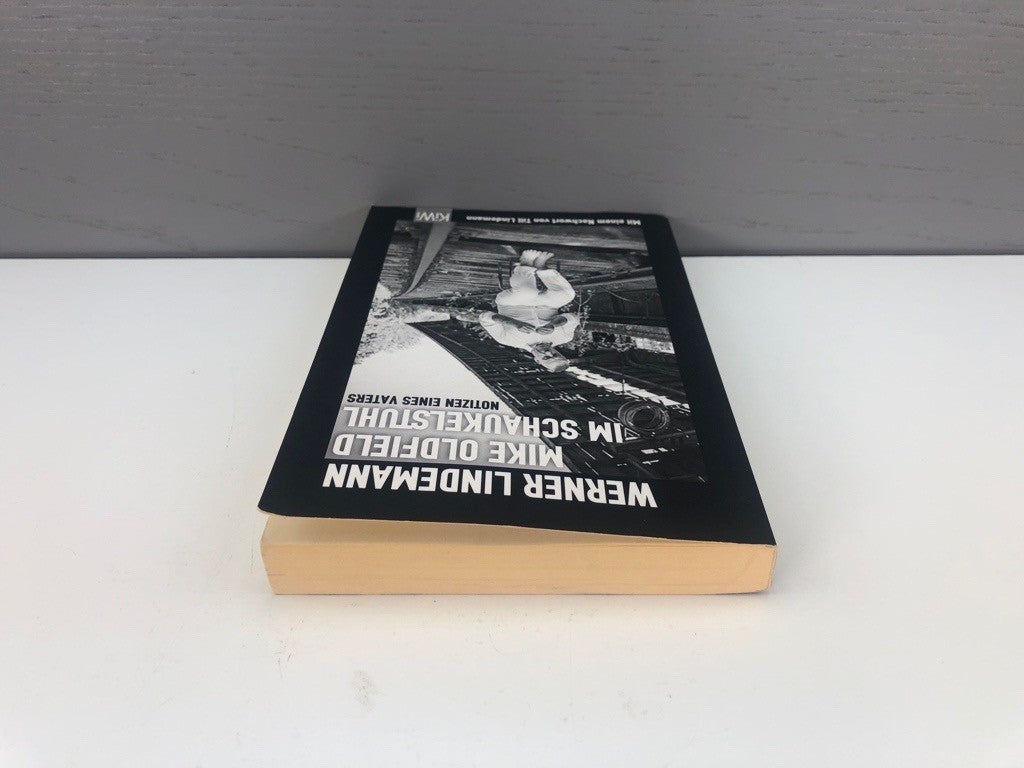 WERNER LINDEMANN
MIKE OLDFIELD
IM SCHAUKELSTUHL
NOTIZEN EINES VATERS
Mit einem Nachwort von Till Lindemann
KiWi